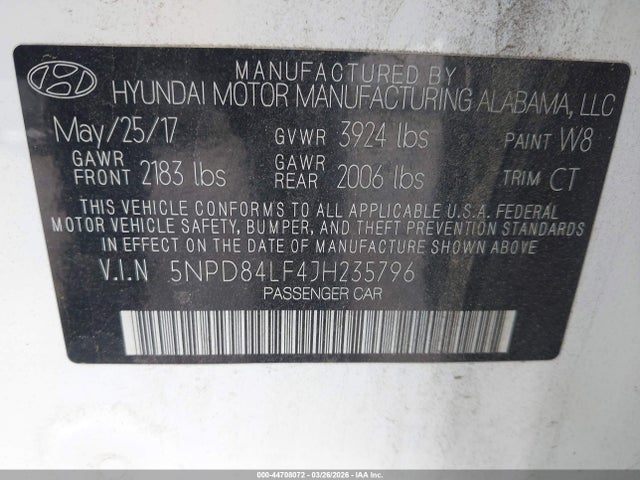 MANUFACTURED BY
HYUNDAI MOTOR MANUFACTURING ALABAMA, LLC
May/25/17 GVWR 3924 lbs PAINT W8
GAWR FRONT 2183 lbs GAWR REAR 2006 lbs TRIM CT
THIS VEHICLE CONFORMS TO ALL APPLICABLE U.S.A. FEDERAL
MOTOR VEHICLE SAFETY, BUMPER, AND THEFT PREVENTION STANDARDS
IN EFFECT ON THE DATE OF MANUFACTURE SHOWN ABOVE.
V.I.N 5NPD84LF4JH235796
PASSENGER CAR
000-44708072 - 03/26/2026 - IAA, Inc.